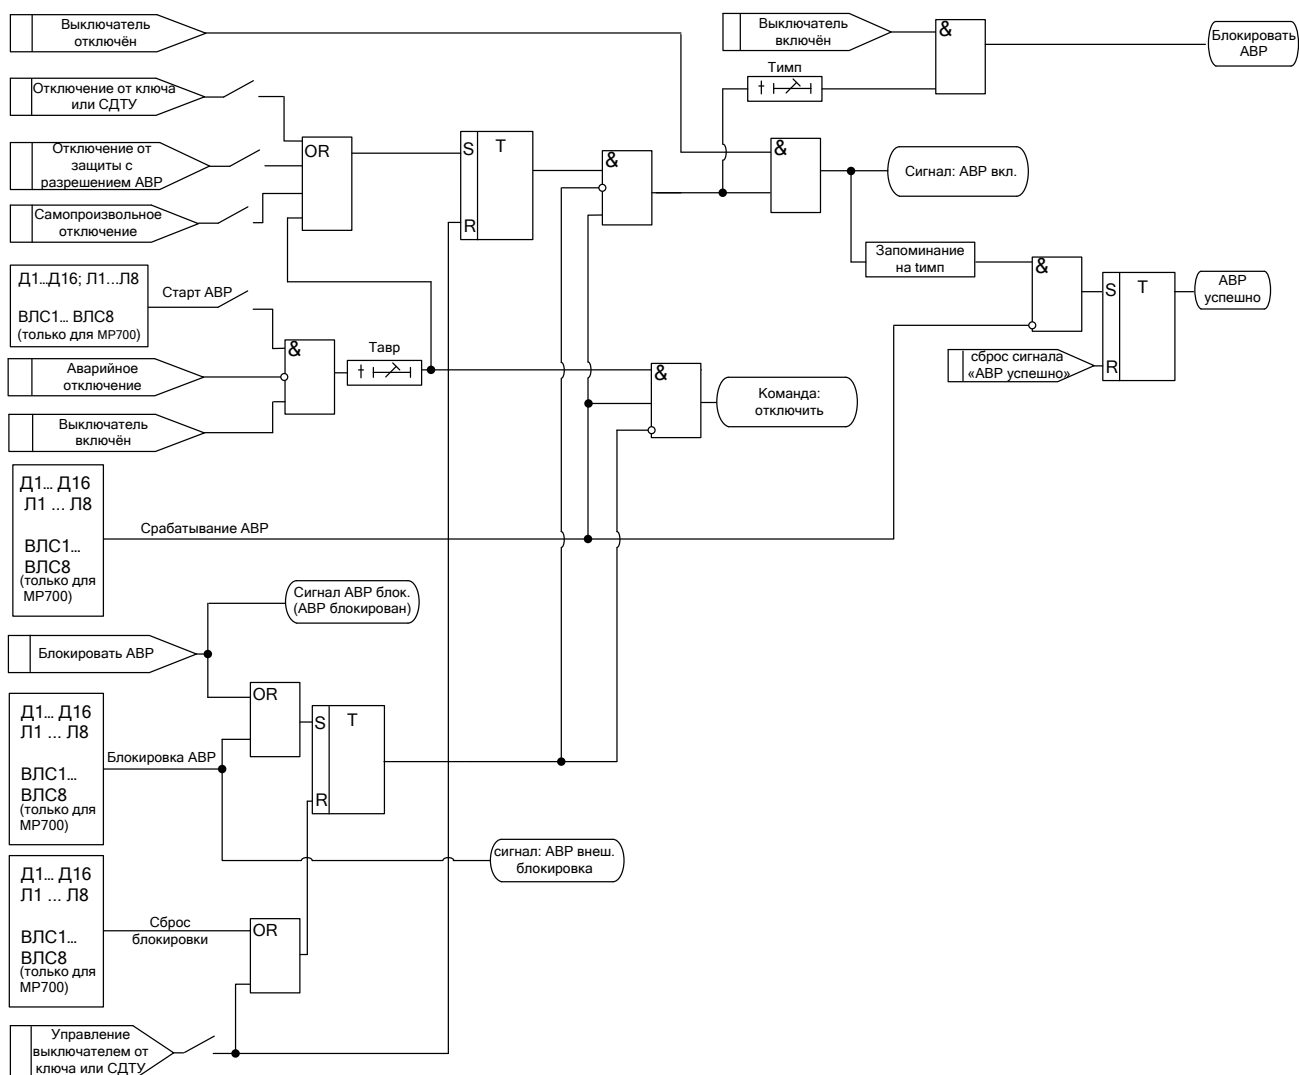 Выключатель
отключён
Выключатель
включён
&
Блокировать
АВР
Тимп
Отключение от ключа
или СДТУ
OR
Отключение от
защиты с
разрешением АВР
S
T
R
&
&
Сигнал: АВР вкл.
Самопроизвольное
отключение
Запоминание
на tимп
&
S
T
R
АВР
успешно
Д1...Д16; Л1...Л8
ВЛС1... ВЛС8
(только для МР700)
Старт АВР
&
Тавр
сброс сигнала
«АВР успешно»
Аварийное
отключение
&
Команда:
отключить
Выключатель
включён
Д1... Д16
Л1 ... Л8
ВЛС1...
ВЛС8
(только для
МР700)
Срабатывание АВР
Сигнал АВР блок.
(АВР блокирован)
Блокировать АВР
OR
S
T
R
Д1... Д16
Л1 ... Л8
ВЛС1...
ВЛС8
(только для
МР700)
Блокировка АВР
сигнал: АВР внеш.
блокировка
Д1... Д16
Л1 ... Л8
ВЛС1...
ВЛС8
(только для
МР700)
Сброс
блокировки
OR
Управление
выключателем от
ключа или СДТУ